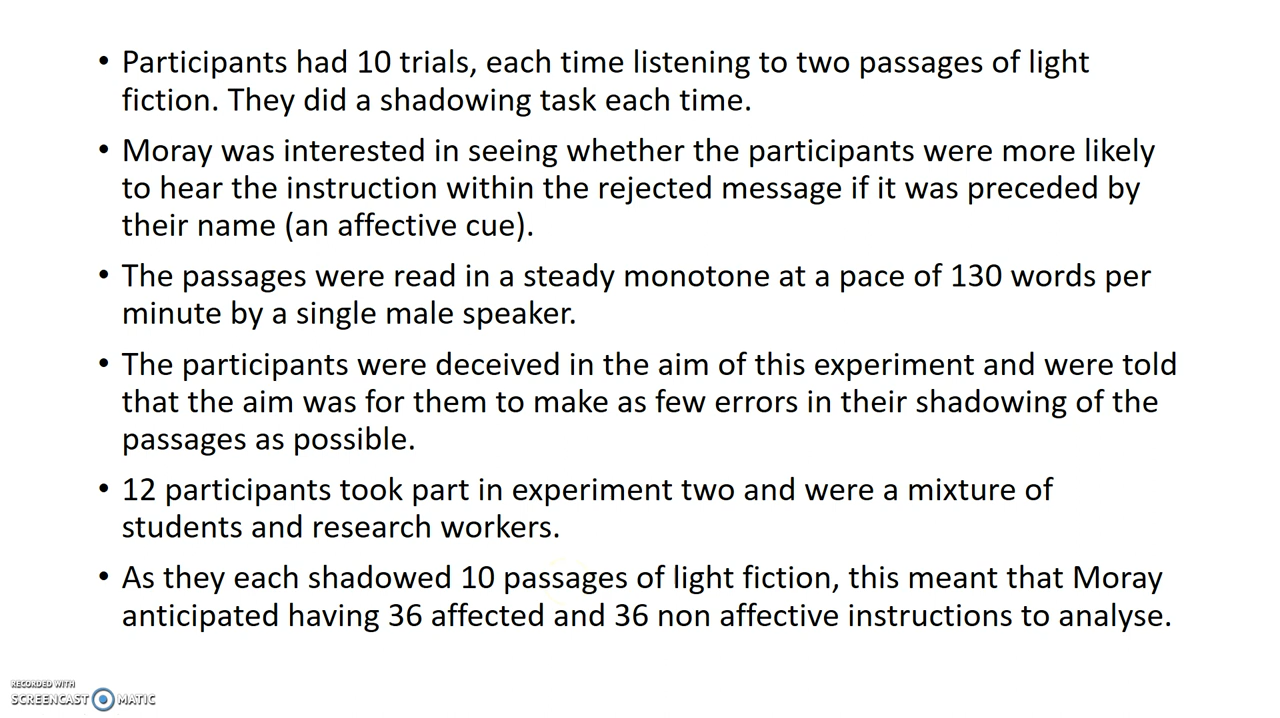 • Participants had 10 trials, each time listening to two passages of light
fiction. They did a shadowing task each time.
• Moray was interested in seeing whether the participants were more likely
to hear the instruction within the rejected message if it was preceded by
their name (an affective cue).
• The passages were read in a steady monotone at a pace of 130 words per
minute by a single male speaker.
• The participants were deceived in the aim of this experiment and were told
that the aim was for them to make as few errors in their shadowing of the
passages as possible.
• 12 participants took part in experiment two and were a mixture of
students and research workers.
• As they each shadowed 10 passages of light fiction, this meant that Moray
anticipated having 36 affected and 36 non affective instructions to analyse.
RECORDED WITH
SCREENCAST MATIC